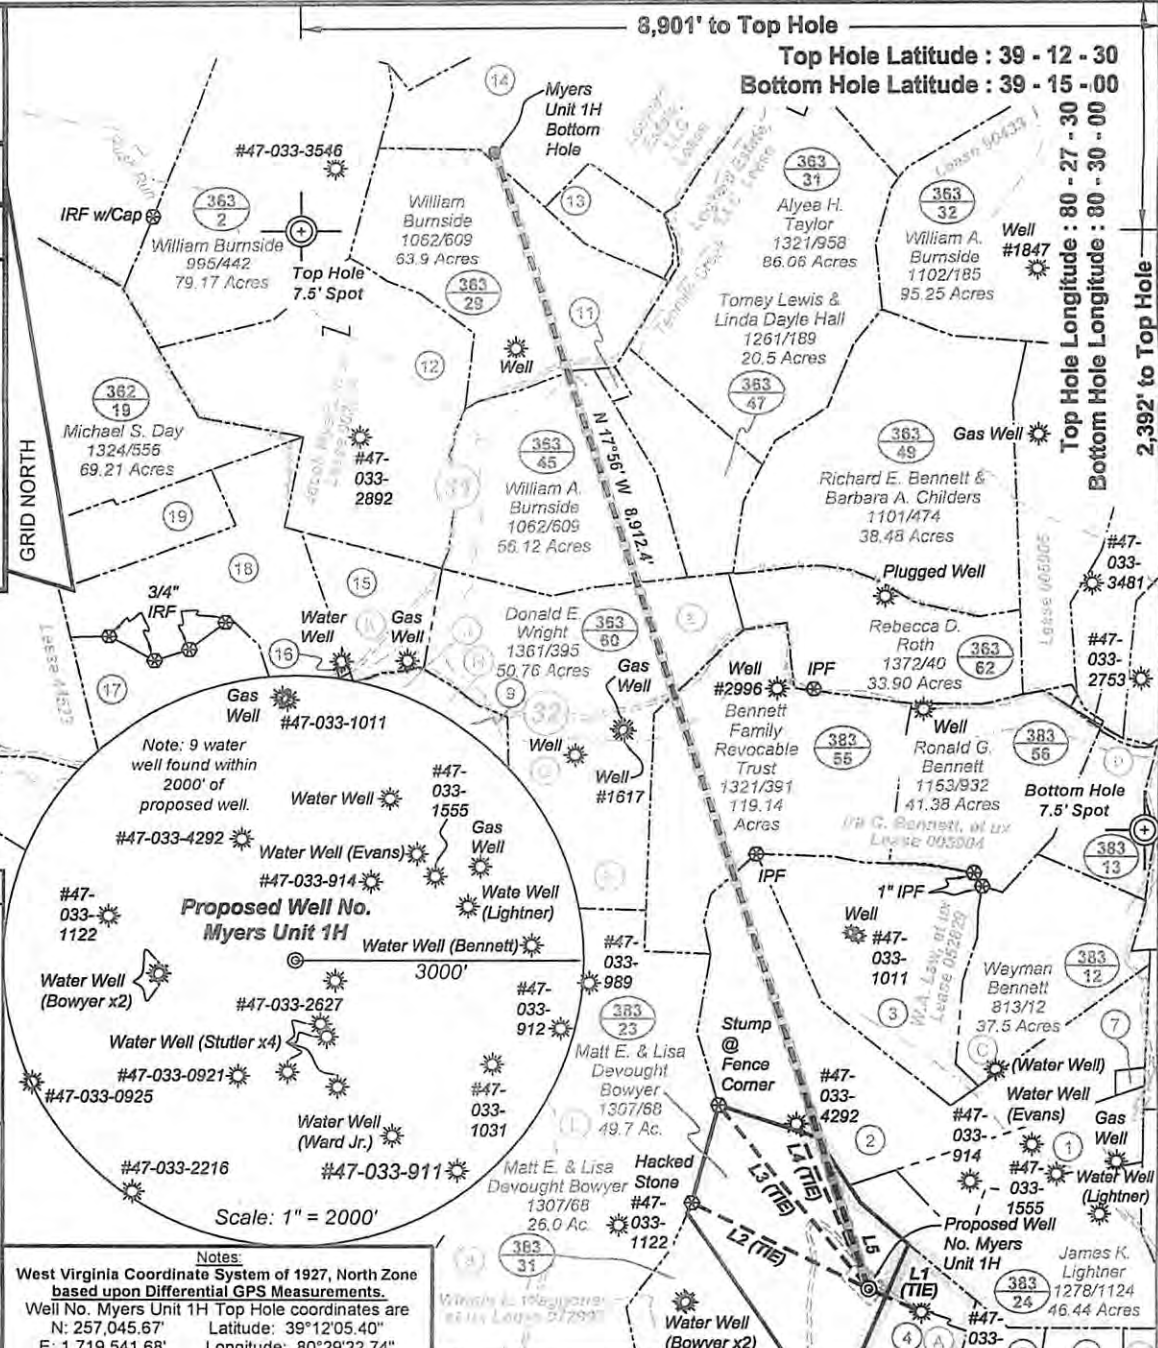 8,901' to Top Hole
Top Hole Latitude : 39 - 12 - 30
Bottom Hole Latitude : 39 - 15 - 00
Top Hole Longitude : 80 - 27 - 30
Bottom Hole Longitude : 80 - 30 - 00
2,392' to Top Hole
14
Myers
Unit 1H
Bottom
Hole
#47-033-3546
Rush Run
IRF w/Cap
363
2
William Burnside
995/442
79.17 Acres
Top Hole
7.5' Spot
William
Burnside
1062/609
63.9 Acres
363
29
13
363
31
Alyea H.
Taylor
1321/958
86.06 Acres
Lease 50433
363
32
William A.
Burnside
1102/185
95.25 Acres
Well
#1847
Tomey Lewis &
Linda Dayle Hall
1261/189
20.5 Acres
363
47
11
12
Well
362
19
Michael S. Day
1324/556
69.21 Acres
GRID NORTH
#47-
033-
2892
N 17°56' W 8,912.4'
363
45
William A.
Burnside
1062/609
56.12 Acres
363
49
Richard E. Bennett &
Barbara A. Childers
1101/474
38.48 Acres
Gas Well
#47-
033-
3481
19
18
15
3/4"
IRF
Water
Well
Gas
Well
16
17
9
Donald E.
Wright
1361/395
50.76 Acres
363
60
Gas
Well
Well
Well
#1617
32
Plugged Well
Rebecca D.
Roth
1372/40
33.90 Acres
363
62
#47-
033-
2753
Well
#2996
IPF
Bennett
Family
Revocable
Trust
1321/391
119.14
Acres
383
55
Well
Ronald G.
Bennett
1153/932
41.38 Acres
383
56
Bottom Hole
7.5' Spot
383
13
Gas
Well
#47-033-1011
Note: 9 water
well found within
2000' of
proposed well.
Water Well
#47-
033-
1555
#47-033-4292
Gas
Well
Water Well (Evans)
#47-033-914
Wate Well
(Lightner)
#47-
033-
1122
Proposed Well No.
Myers Unit 1H
Water Well (Bennett)
3000'
Water Well
(Bowyer x2)
#47-033-2627
#47-
033-
912
#47-
033-
989
Water Well (Stutler x4)
#47-033-0921
#47-033-0925
#47-
033-
1031
Water Well
(Ward Jr.)
#47-033-911
#47-033-2216
Scale: 1" = 2000'
IPF
1" IPF
Well
#47-
033-
1011
W.A. Law, et ux
Lease 052829
3
Wayman
Bennett
813/12
37.5 Acres
383
12
7
C
(Water Well)
383
23
Matt E. & Lisa
Devought
Bowyer
1307/68
49.7 Ac.
Stump
@
Fence
Corner
#47-
033-
4292
2
Water Well
(Evans)
#47-
033-
914
1
Gas
Well
#47-
033-
1555
Water Well
(Lightner)
Matt E. & Lisa
Devought Bowyer
1307/68
26.0 Ac.
383
31
Hacked
Stone
#47-
033-
1122
L4 (TIE)
L3 (TIE)
L2 (TIE)
L5
L1
(TIE)
Proposed Well
No. Myers
Unit 1H
383
24
James K.
Lightner
1278/1124
46.44 Acres
Water Well
(Bowyer x2)
4
#47-
033-
Notes:
West Virginia Coordinate System of 1927, North Zone
based upon Differential GPS Measurements.
Well No. Myers Unit 1H Top Hole coordinates are
N: 257,045.67' Latitude: 39°12'05.40"
E: 1,719,541.68' Longitude: 80°29'22.74"